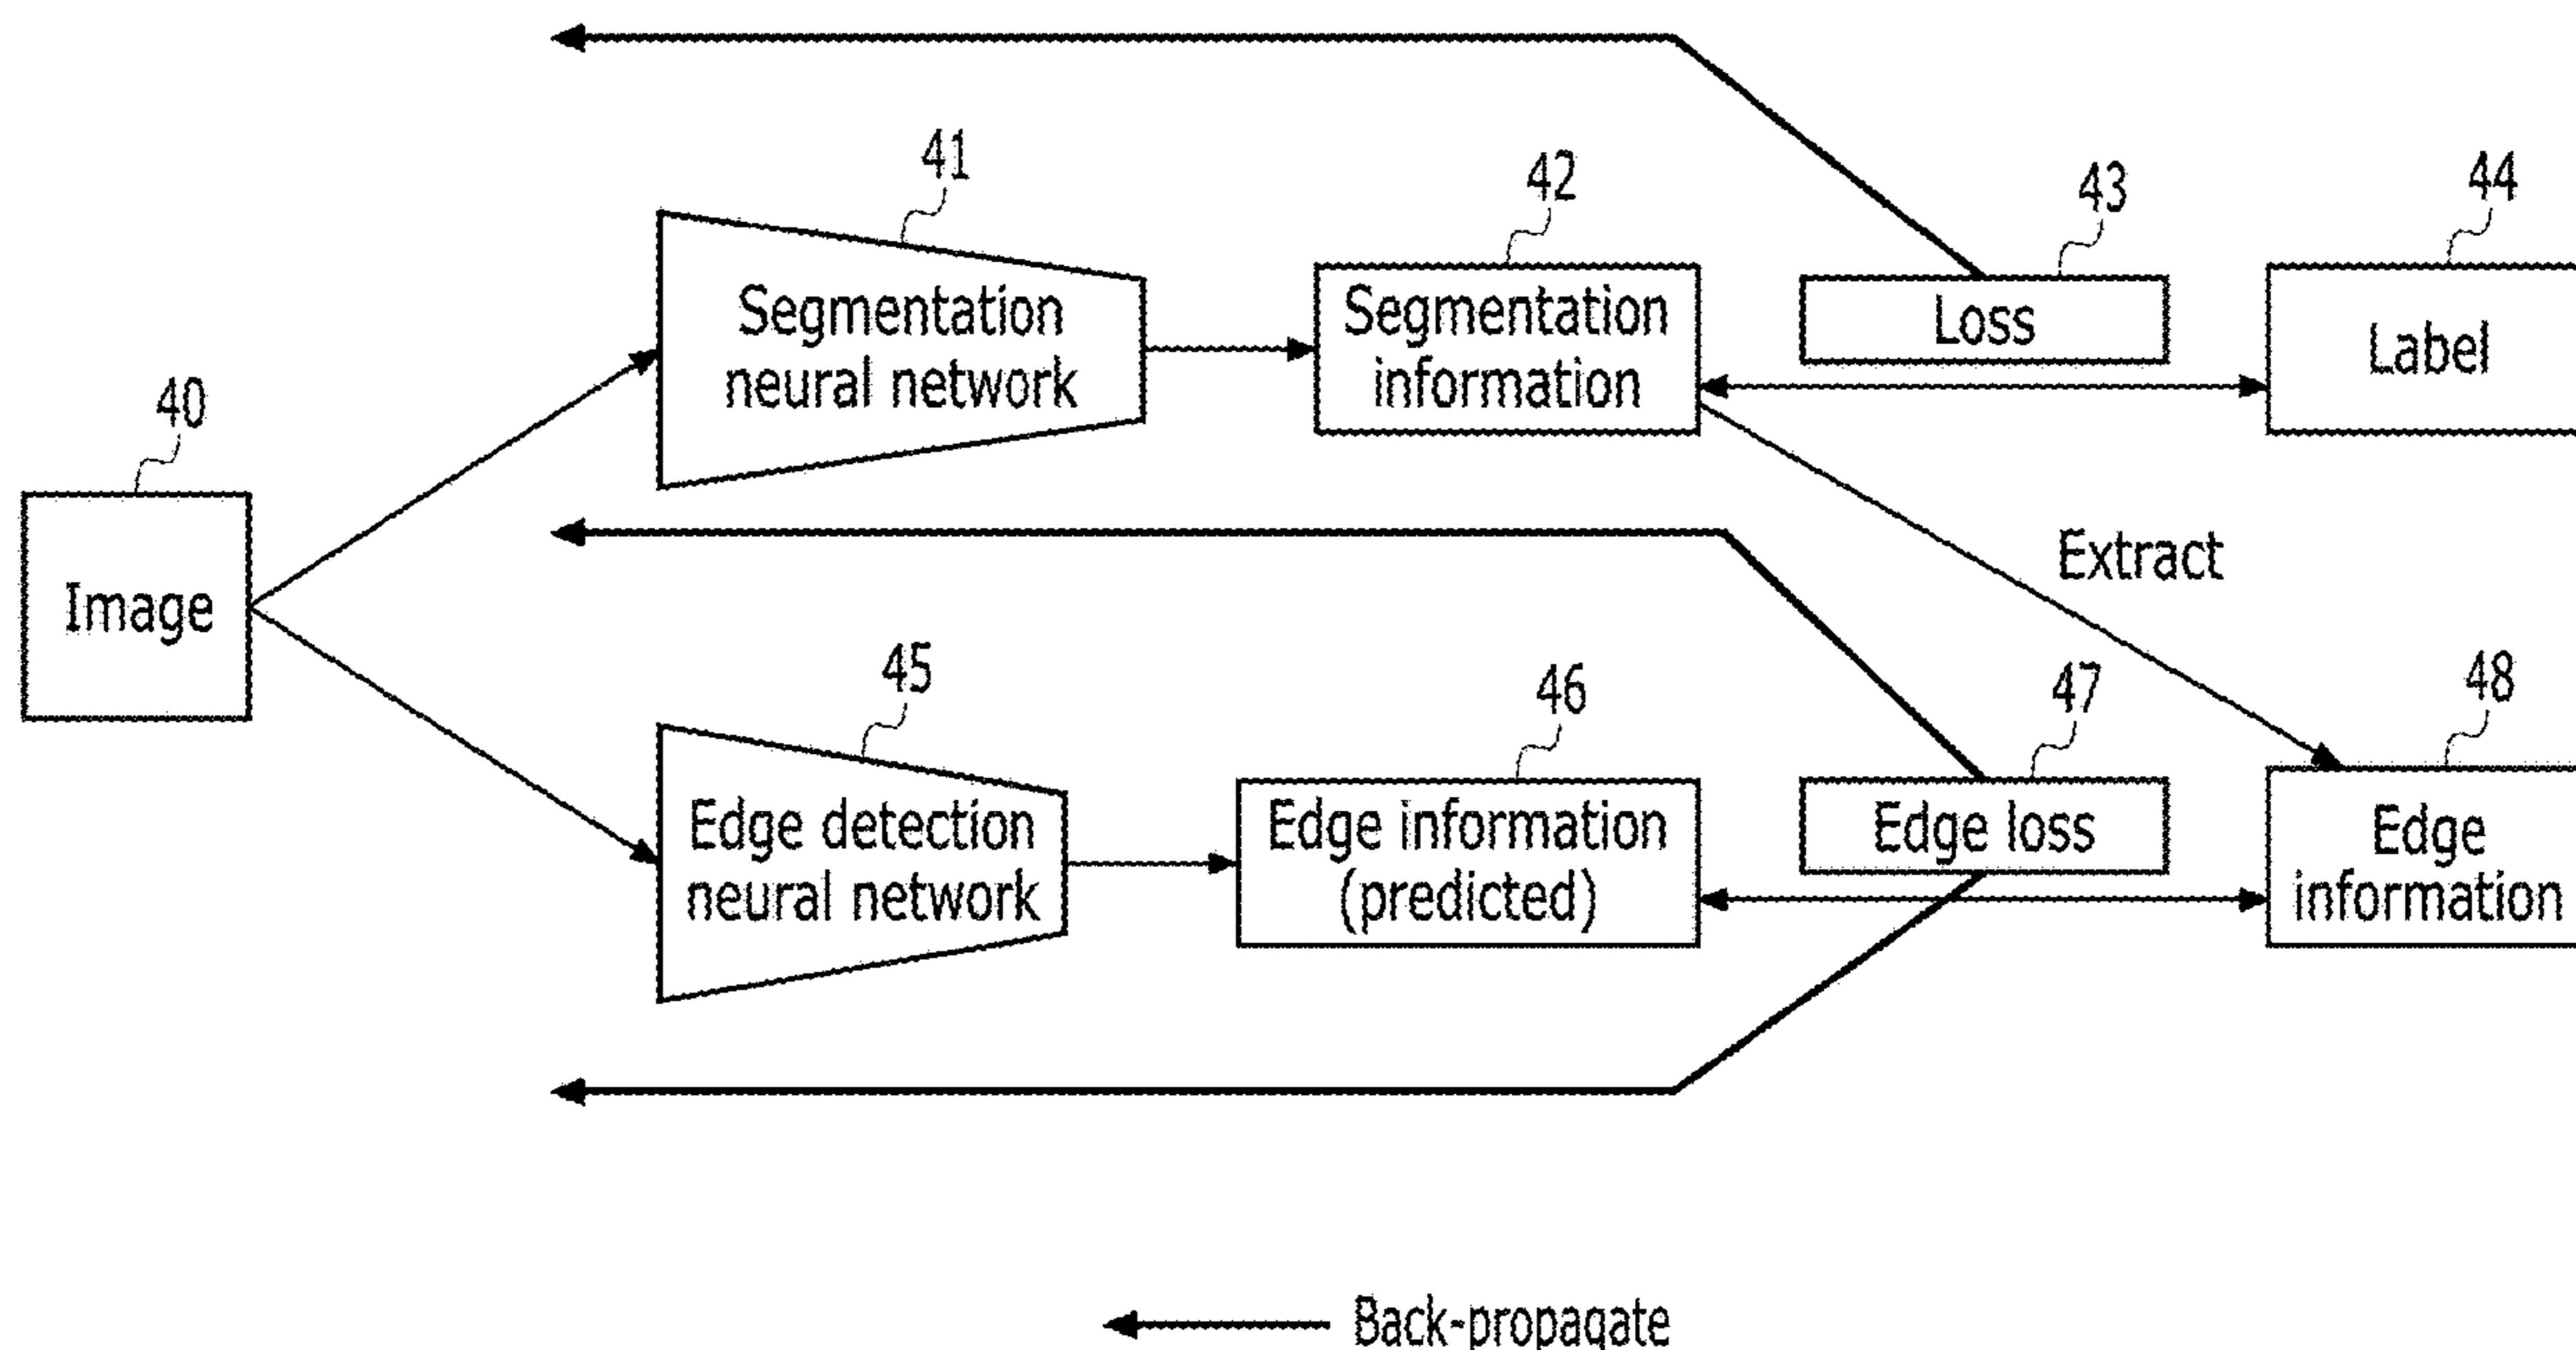 41
42
43
44
Segmentation
neural network
Segmentation
information
Loss
Label
40
Image
Extract
45
46
47
48
Edge detection
neural network
Edge information
(predicted)
Edge loss
Edge
information
Back-propagate